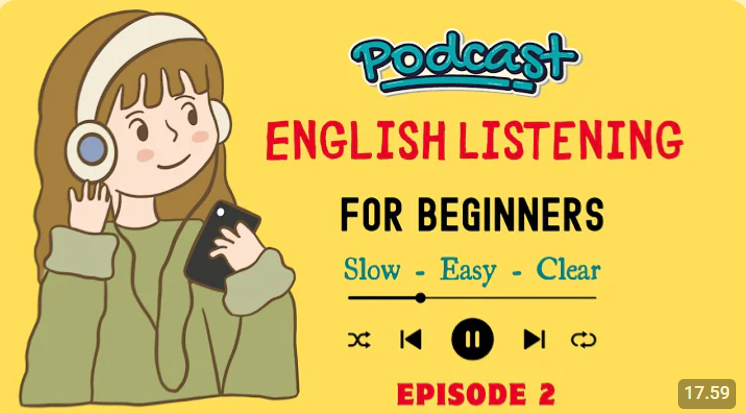 Podcast
ENGLISH LISTENING
FOR BEGINNERS
Slow - Easy - Clear
EPISODE 2
17.59